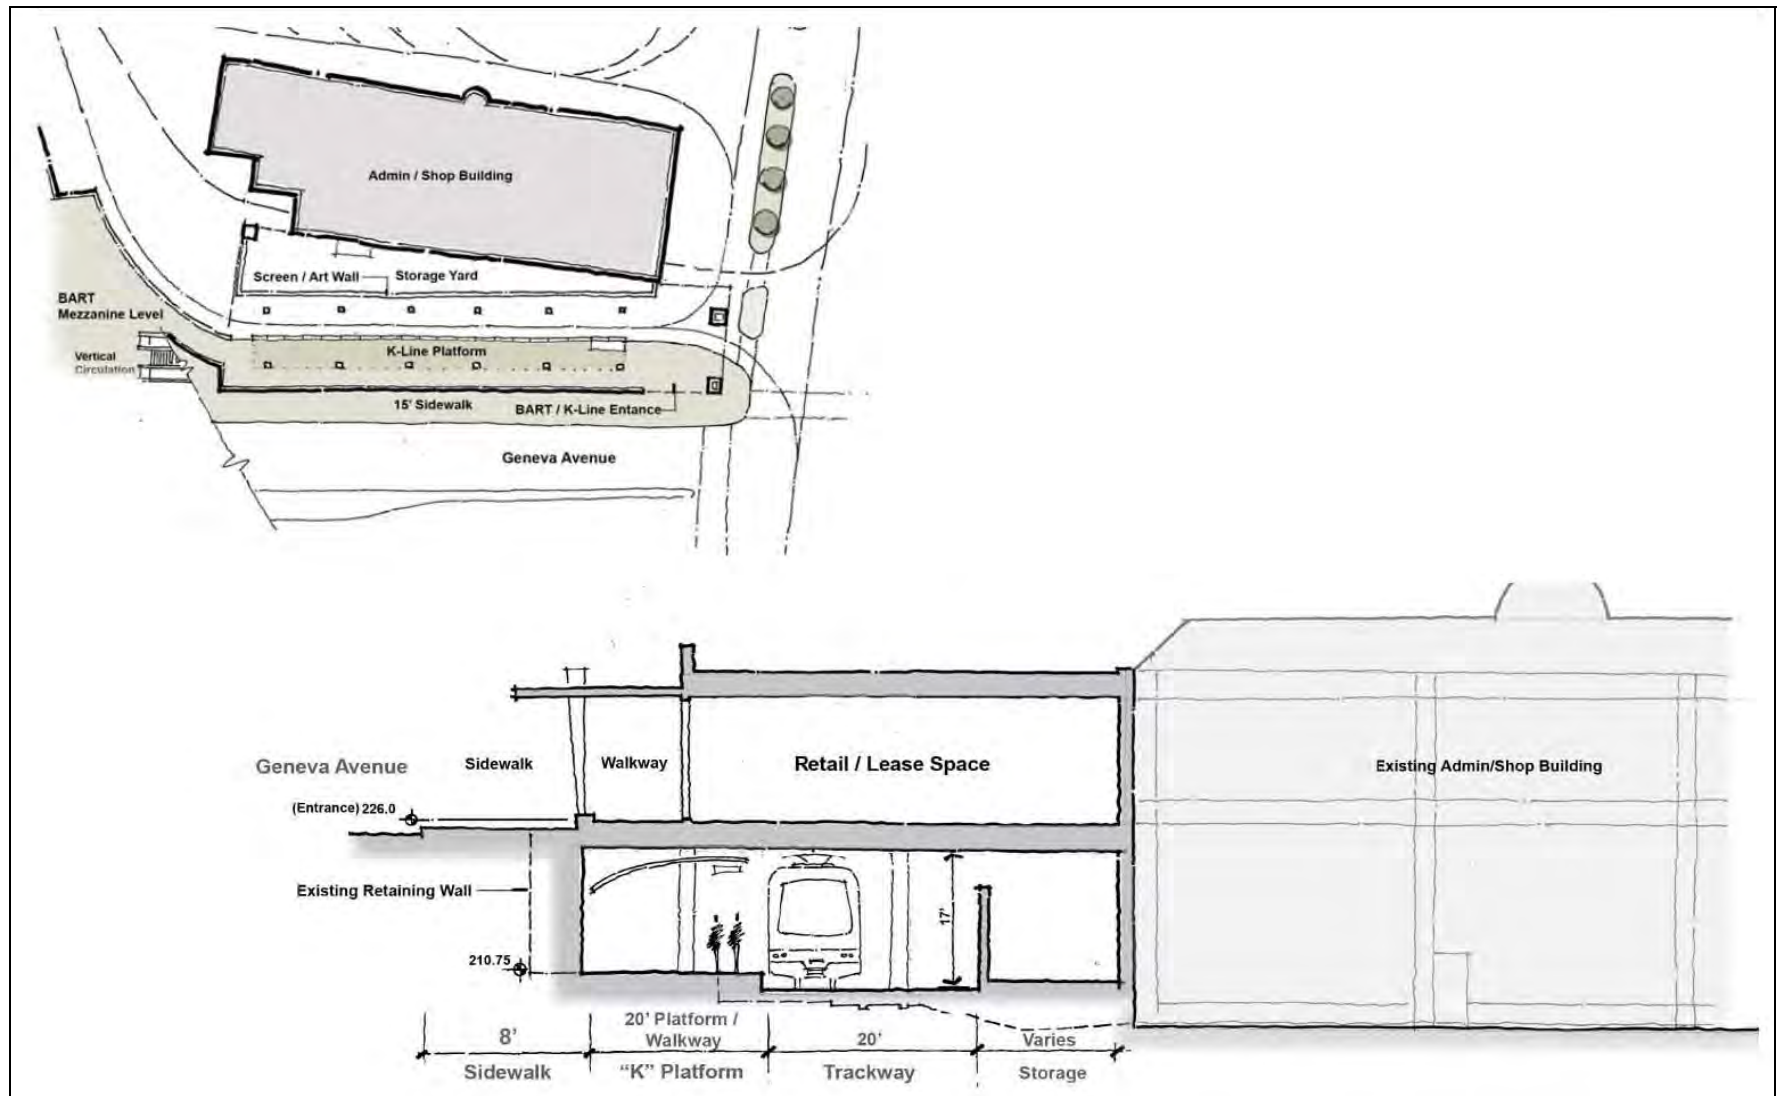 Admin / Shop Building
Screen / Art Wall
Storage Yard
BART
Mezzanine Level
K-Line Platform
Vertical
Circulation
15' Sidewalk
BART / K-Line Entance
Geneva Avenue
Geneva Avenue
Sidewalk
Walkway
Retail / Lease Space
Existing Admin/Shop Building
(Entrance) 226.0
Existing Retaining Wall
17'
210.75
8'
20' Platform /
Walkway
20'
Varies
Sidewalk
“K” Platform
Trackway
Storage